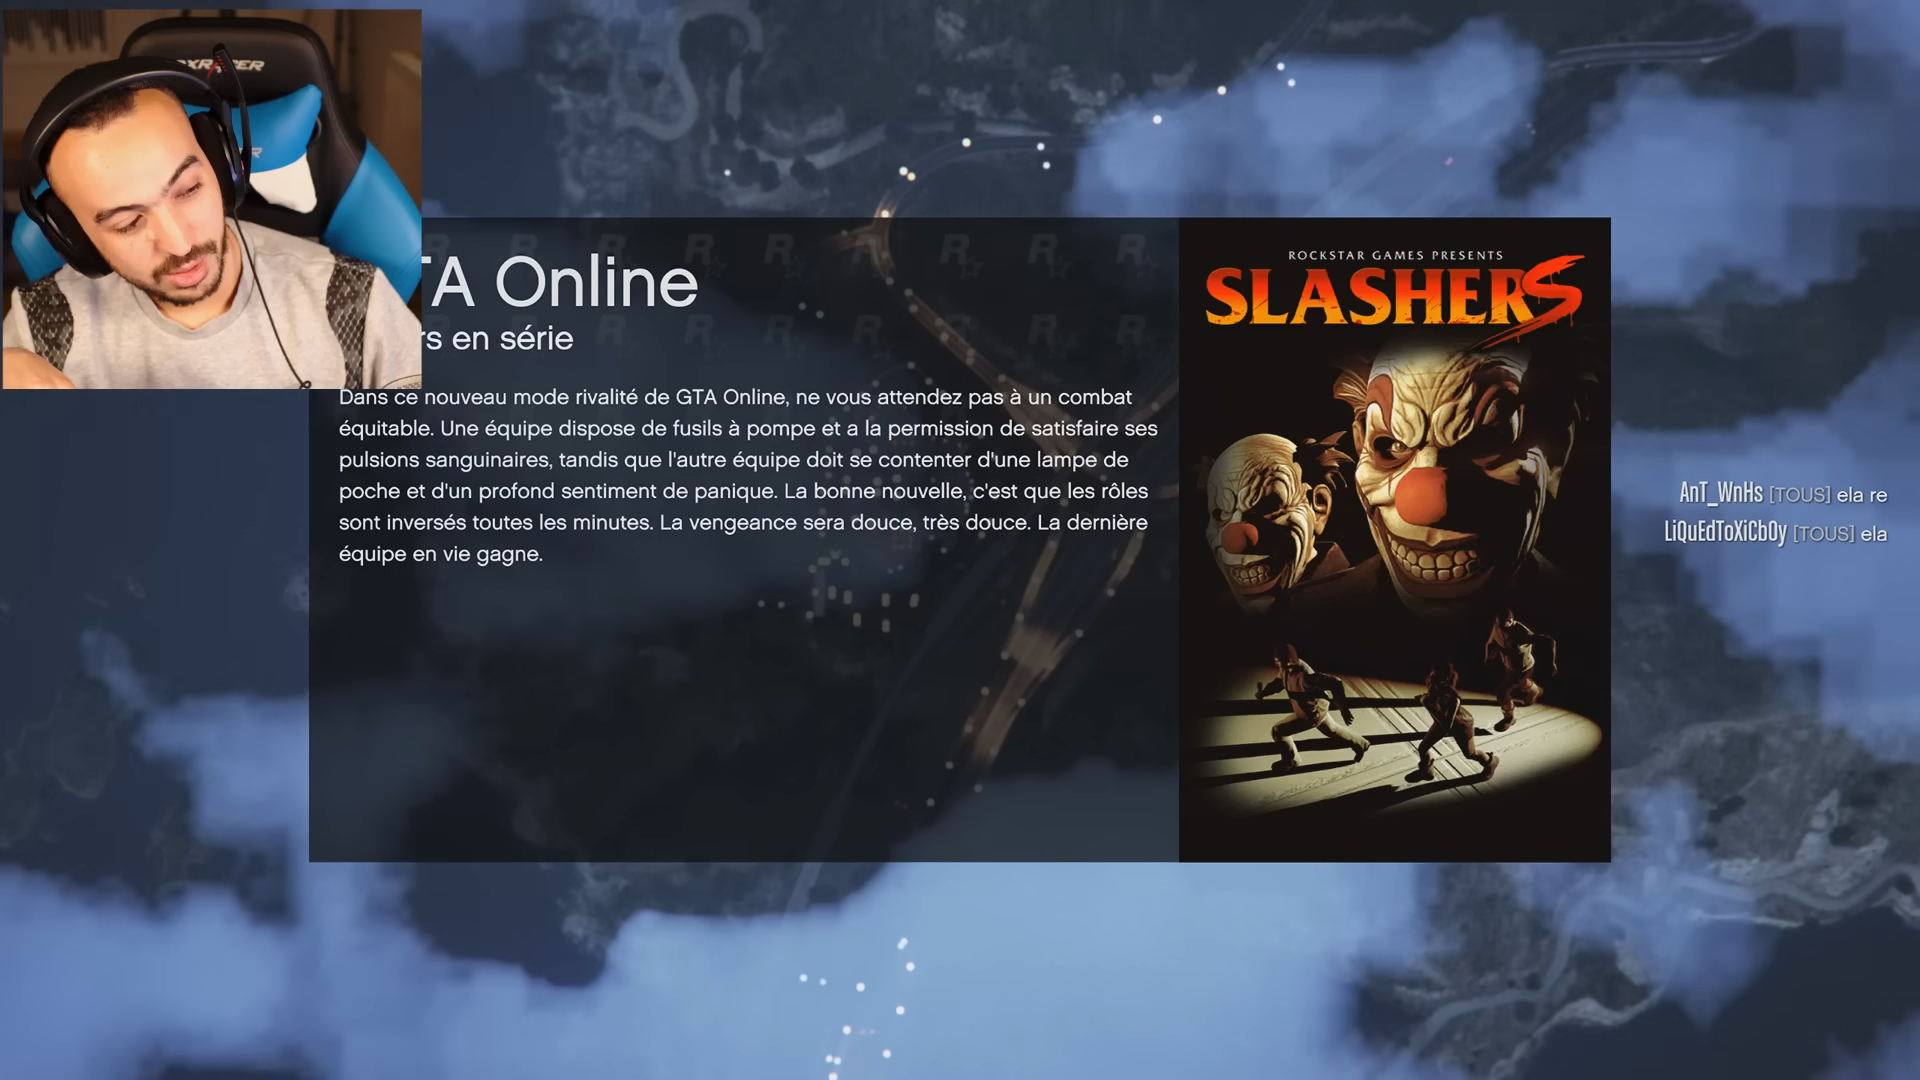 TA Online
rs en série
Dans ce nouveau mode rivalité de GTA Online, ne vous attendez pas à un combat
équitable. Une équipe dispose de fusils à pompe et a la permission de satisfaire ses
pulsions sanguinaires, tandis que l'autre équipe doit se contenter d'une lampe de
poche et d'un profond sentiment de panique. La bonne nouvelle, c'est que les rôles
sont inversés toutes les minutes. La vengeance sera douce, très douce. La dernière
équipe en vie gagne.
ROCKSTAR GAMES PRESENTS
SLASHERS
AnT_WnHs [TOUS] ela re
LiQuEdToXiCbOy [TOUS] ela